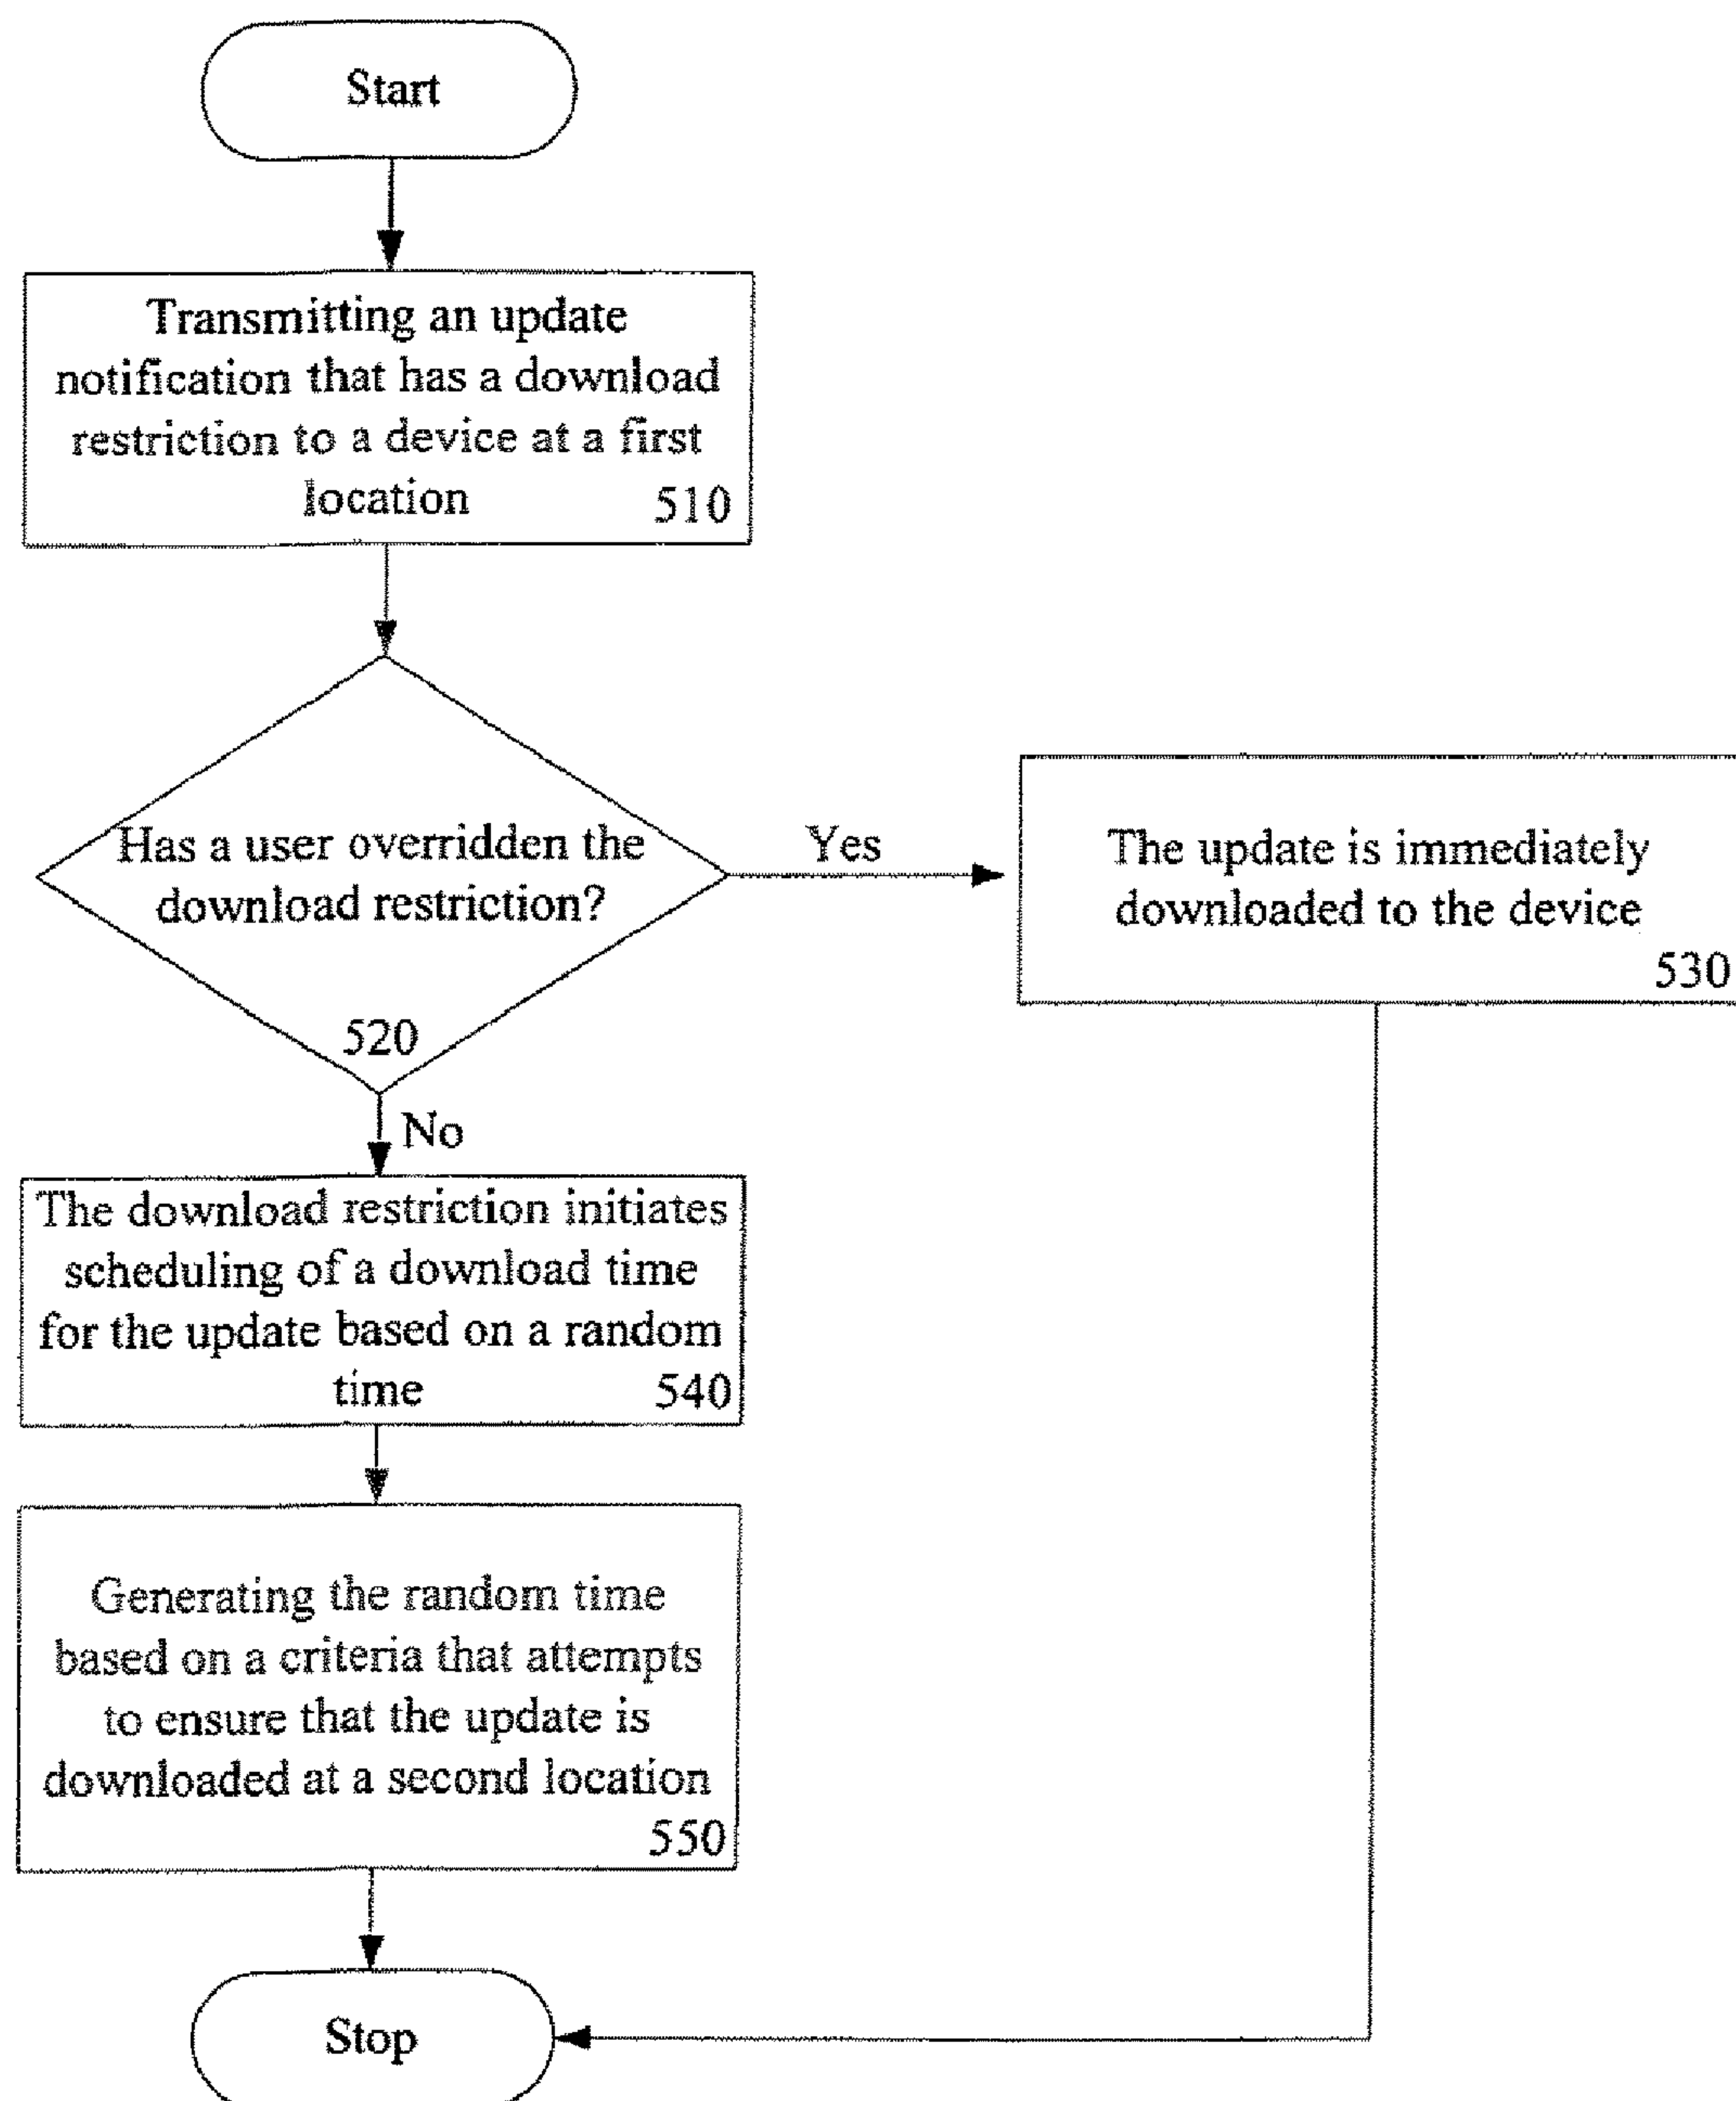 Start
Transmitting an update
notification that has a download
restriction to a device at a first
location
510
Has a user overridden the
download restriction?
520
Yes
The update is immediately
downloaded to the device
530
No
The download restriction initiates
scheduling of a download time
for the update based on a random
time
540
Generating the random time
based on a criteria that attempts
to ensure that the update is
downloaded at a second location
550
Stop